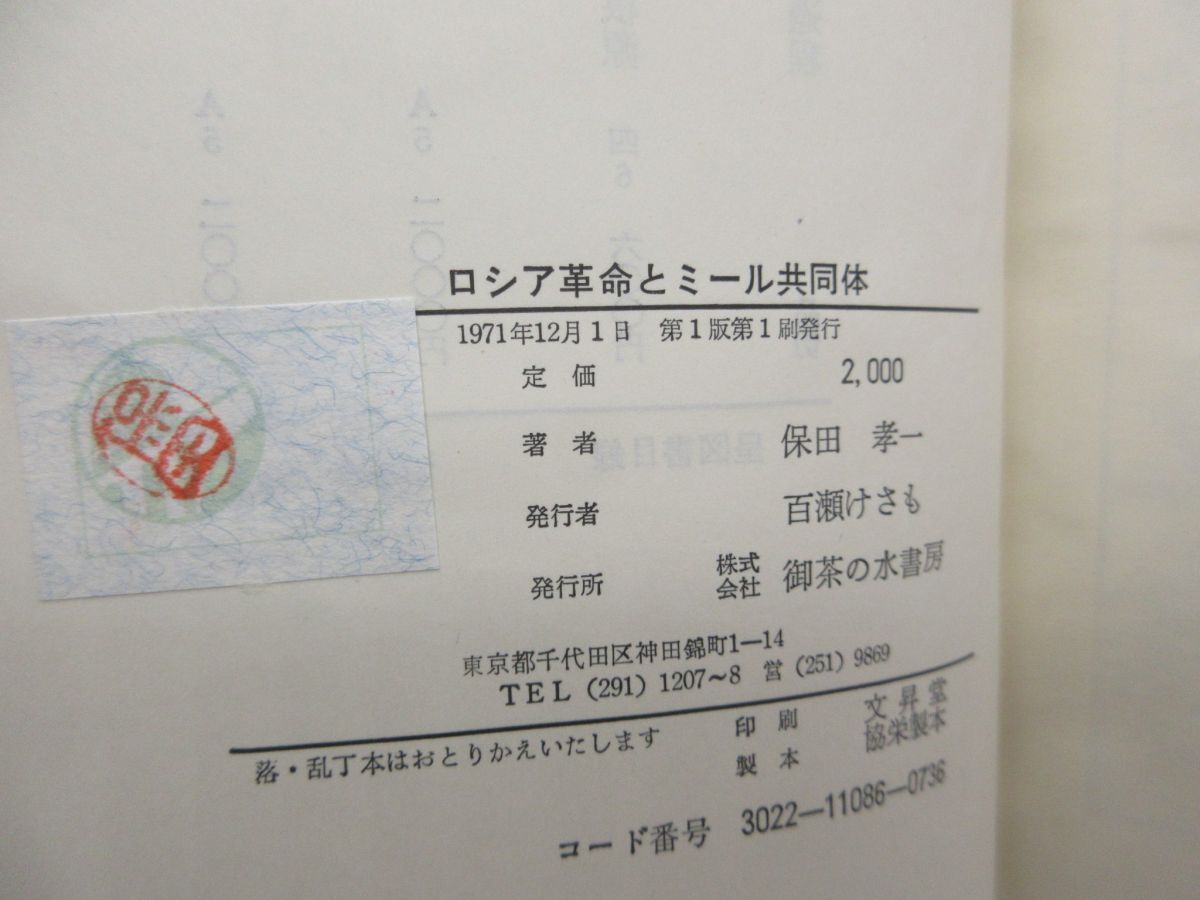 ロシア革命とミール共同体
1971年12月1日 第1版第1刷発行
定価 2,000
著者 保田 孝一
発行者 百瀬けさも
発行所 株式会社 御茶の水書房
東京都千代田区神田錦町1—14
TEL (291) 1207〜8 営 (251) 9869
落・乱丁本はおとりかえいたします
印刷 文昇堂
製本 協栄製本
コード番号 3022—11086—0736